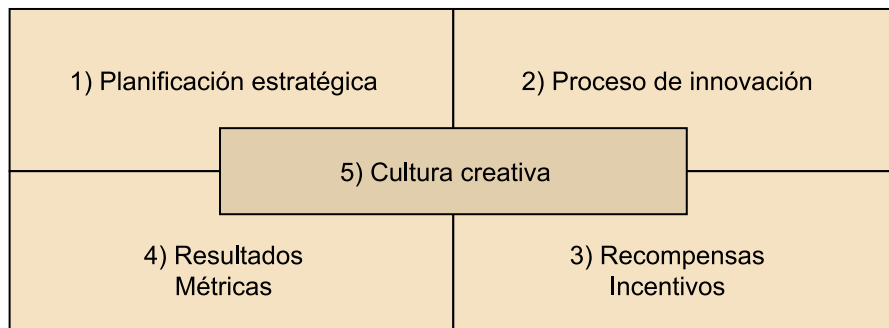 1) Planificación estratégica
2) Proceso de innovación
5) Cultura creativa
4) Resultados
Métricas
3) Recompensas
Incentivos